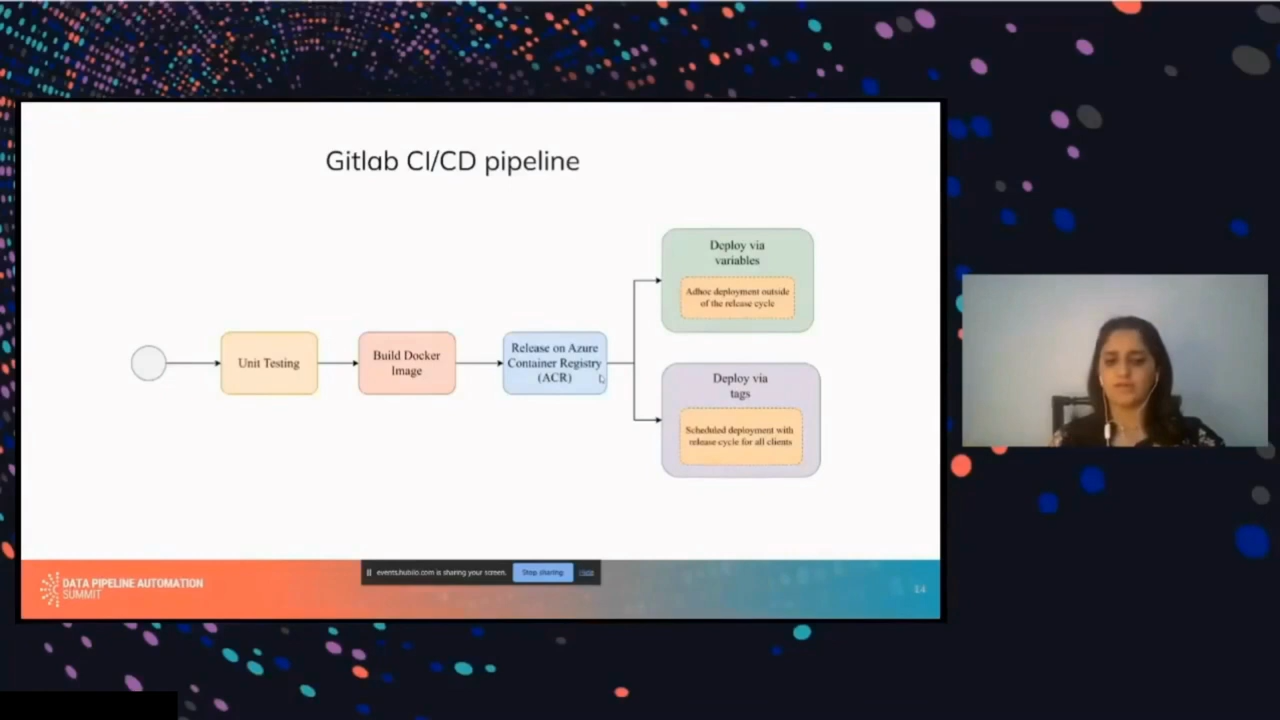 Gitlab CI/CD pipeline
Deploy via
variables
Adhoc deployment outside
of the release cycle
Unit Testing
Build Docker
Image
Release on Azure
Container Registry
(ACR)
Deploy via
tags
Scheduled deployment with
release cycle for all clients
events.hubilo.com is sharing your screen.
Stop sharing
Hide
DATA PIPELINE AUTOMATION
SUMMIT
14